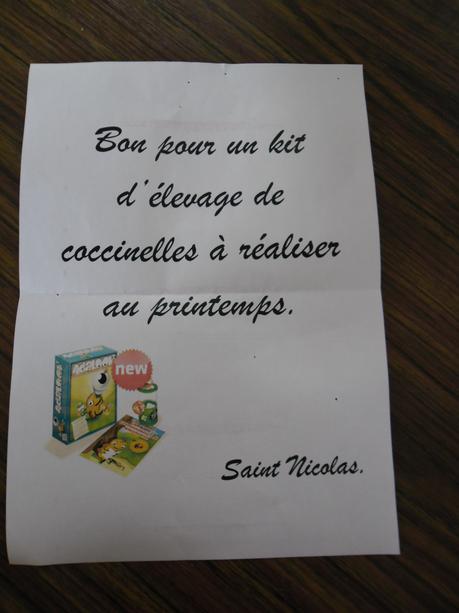 Bon pour un kit
d'élevage de
coccinelles à réaliser
au printemps.
new
Saint Nicolas.